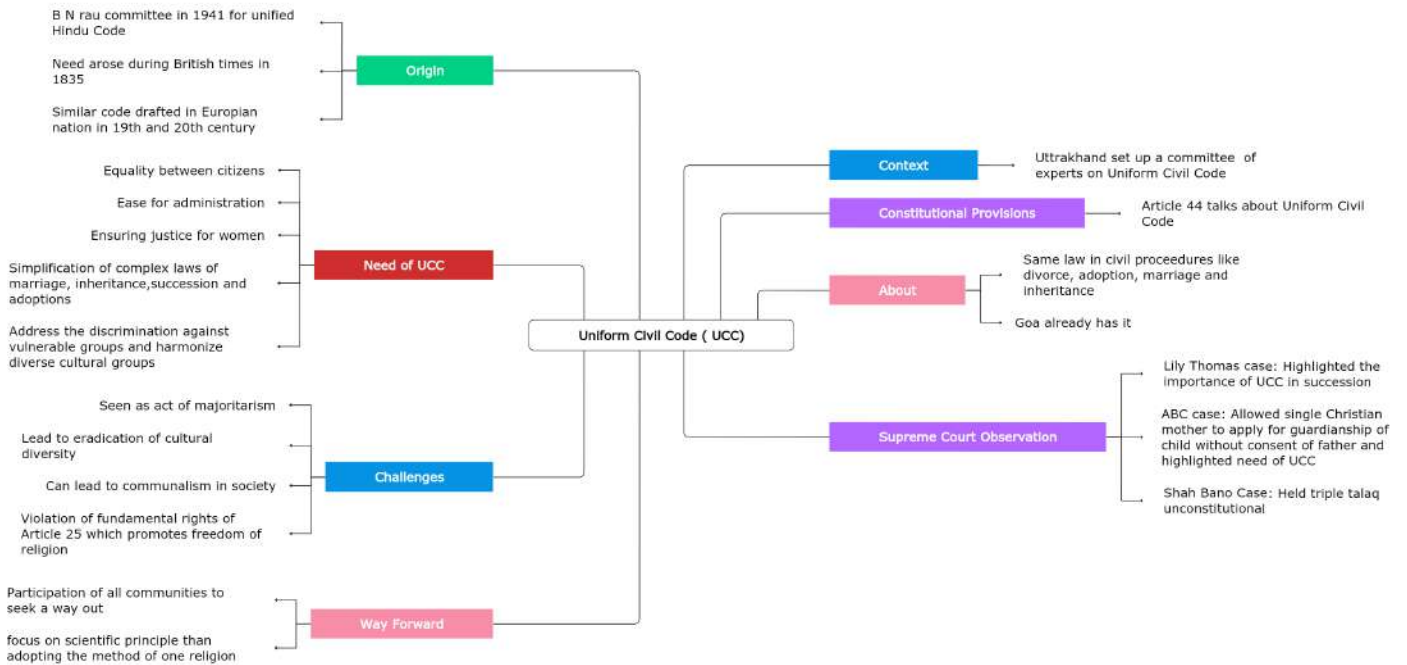 B N rau committee in 1941 for unified
Hindu Code
Need arose during British times in
1835
Similar code drafted in Europian
nation in 19th and 20th century
Origin
Equality between citizens
Ease for administration
Ensuring justice for women
Simplification of complex laws of
marriage, inheritance,succession and
adoptions
Address the discrimination against
vulnerable groups and harmonize
diverse cultural groups
Need of UCC
Seen as act of majoritarism
Lead to eradication of cultural
diversity
Can lead to communalism in society
Violation of fundamental rights of
Article 25 which promotes freedom of
religion
Challenges
Participation of all communities to
seek a way out
focus on scientific principle than
adopting the method of one religion
Way Forward
Uniform Civil Code ( UCC)
Context
Uttrakhand set up a committee of
experts on Uniform Civil Code
Constitutional Provisions
Article 44 talks about Uniform Civil
Code
About
Same law in civil proceedures like
divorce, adoption, marriage and
inheritance
Goa already has it
Supreme Court Observation
Lily Thomas case: Highlighted the
importance of UCC in succession
ABC case: Allowed single Christian
mother to apply for guardianship of
child without consent of father and
highlighted need of UCC
Shah Bano Case: Held triple talaq
unconstitutional